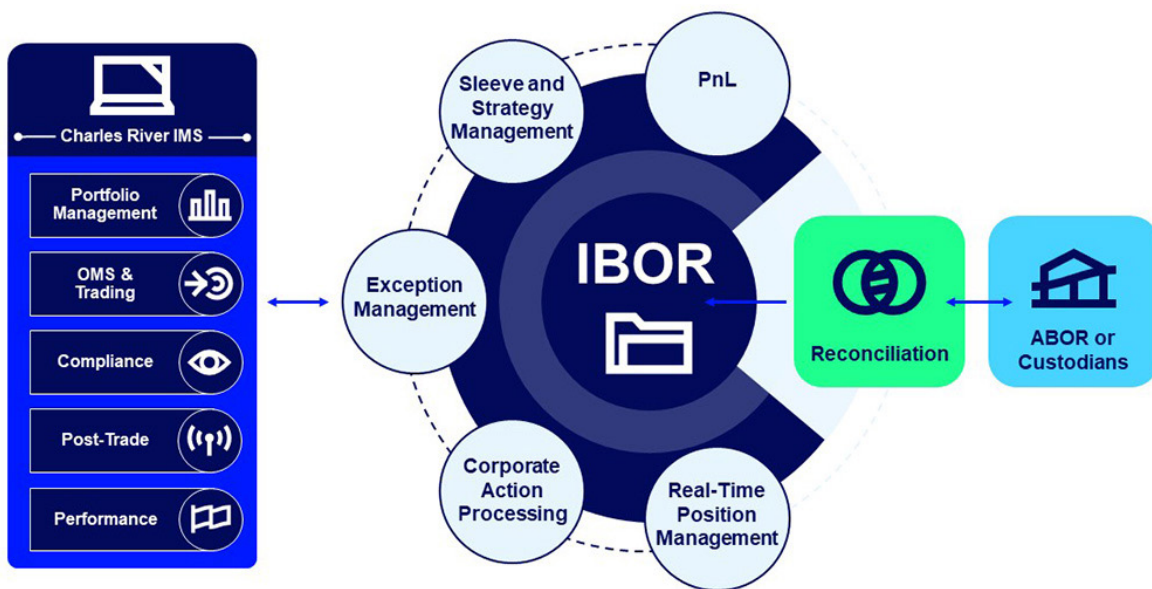 Charles River IMS
Portfolio
Management
OMS &
Trading
Compliance
Post-Trade
Performance
Sleeve and
Strategy
Management
PnL
Exception
Management
IBOR
Corporate
Action
Processing
Real-Time
Position
Management
Reconciliation
ABOR or
Custodians